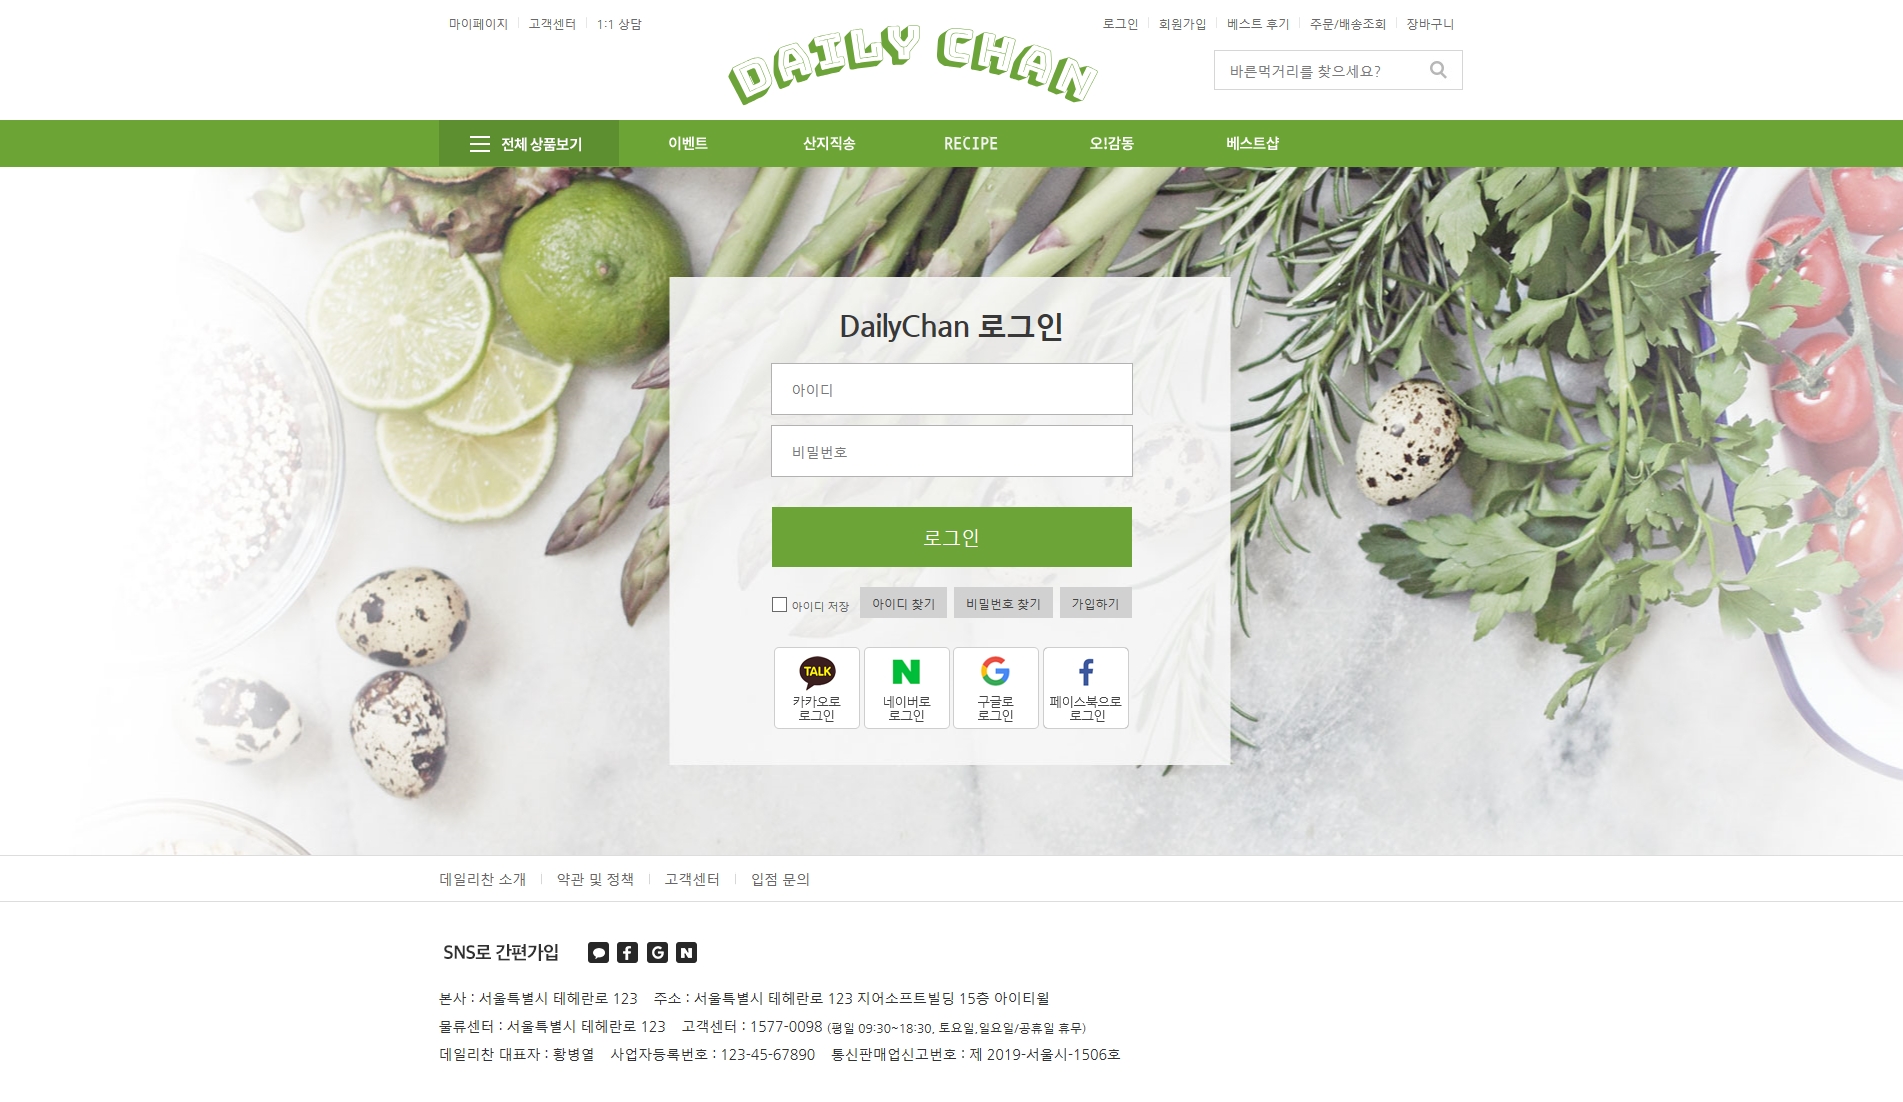 마이페이지 고객센터 1:1 상담
로그인 회원가입 베스트 후기 주문/배송조회 장바구니
DAILY CHAN
바른먹거리를 찾으세요?
전체 상품보기 이벤트 산지직송 RECIPE 오!감동 베스트샵
DailyChan 로그인
아이디
비밀번호
로그인
아이디 저장 아이디 찾기 비밀번호 찾기 가입하기
TALK
카카오로
로그인
네이버로
로그인
구글로
로그인
페이스북으로
로그인
데일리찬 소개 약관 및 정책 고객센터 입점 문의
SNS로 간편가입
본사 : 서울특별시 테헤란로 123 주소 : 서울특별시 테헤란로 123 지어소프트빌딩 15층 아이티윌
물류센터 : 서울특별시 테헤란로 123 고객센터 : 1577-0098 (평일 09:30~18:30, 토요일,일요일/공휴일 휴무)
데일리찬 대표자 : 황병열 사업자등록번호 : 123-45-67890 통신판매업신고번호 : 제 2019-서울시-1506호